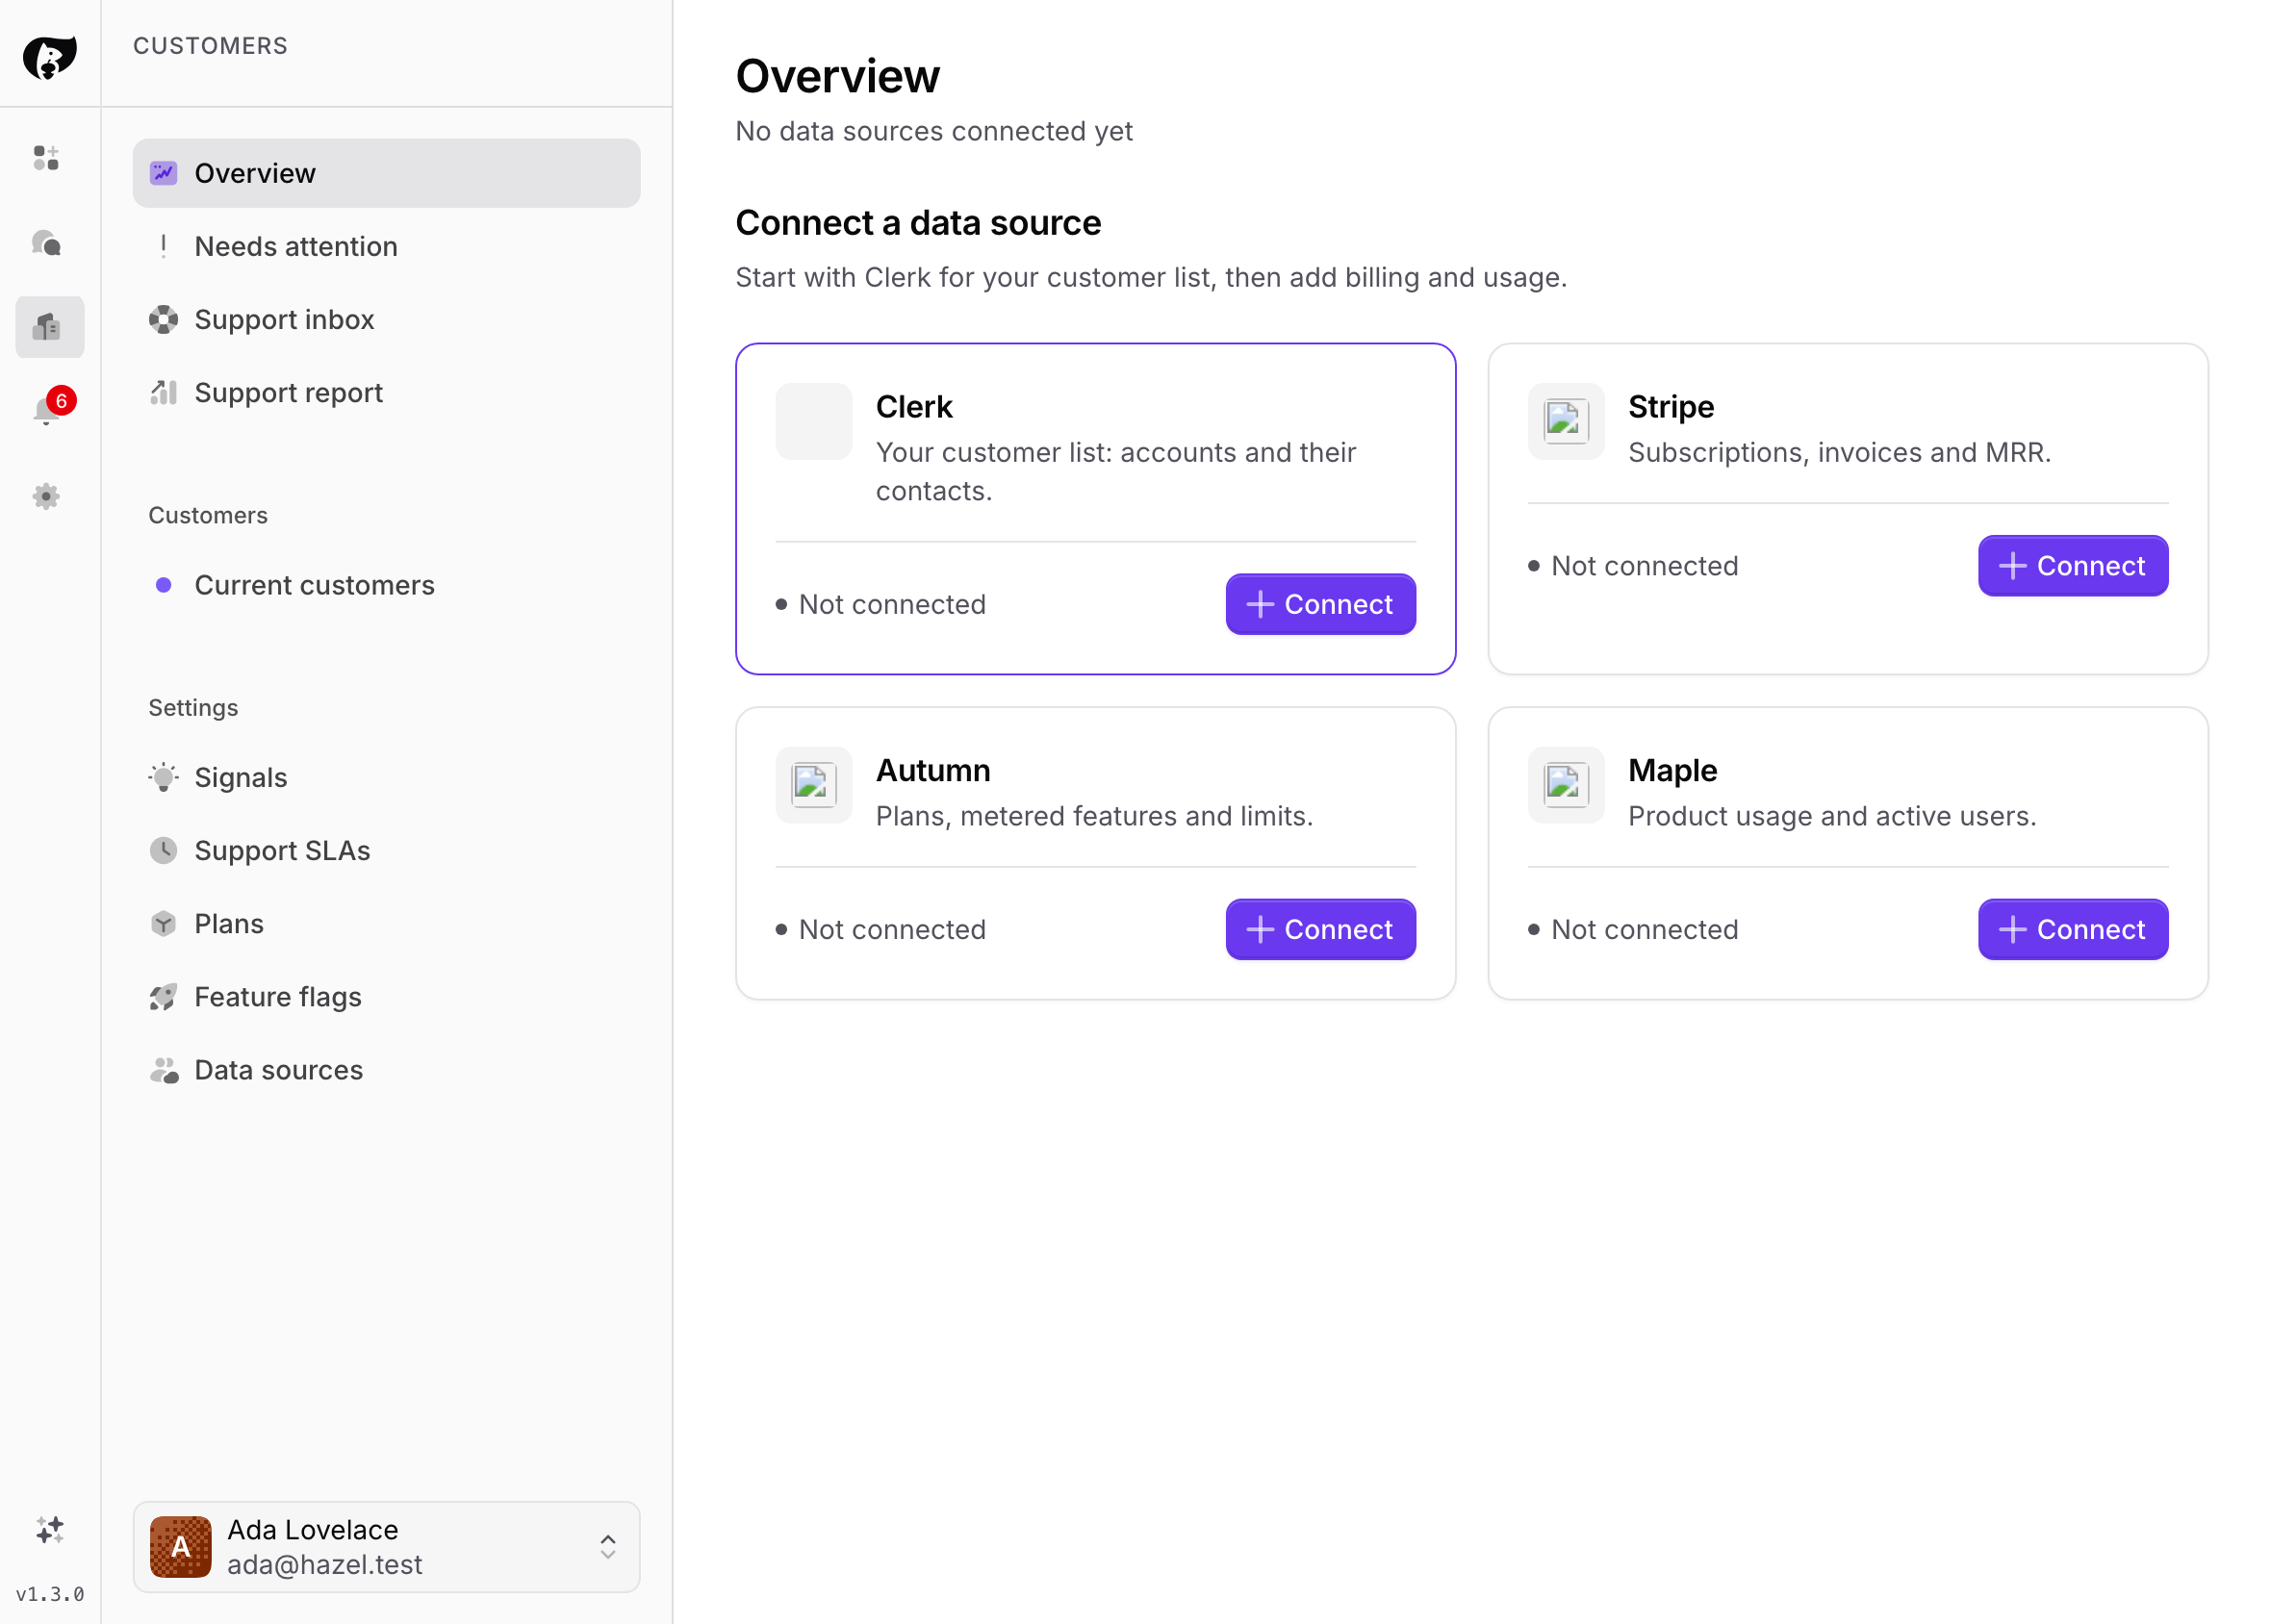 CUSTOMERS
Overview
Needs attention
Support inbox
Support report
6
Customers
Current customers
Settings
Signals
Support SLAs
Plans
Feature flags
Data sources
A
Ada Lovelace
ada@hazel.test
v1.3.0
Overview
No data sources connected yet
Connect a data source
Start with Clerk for your customer list, then add billing and usage.
Clerk
Your customer list: accounts and their
contacts.
Not connected
Connect
Stripe
Subscriptions, invoices and MRR.
Not connected
Connect
Autumn
Plans, metered features and limits.
Not connected
Connect
Maple
Product usage and active users.
Not connected
Connect